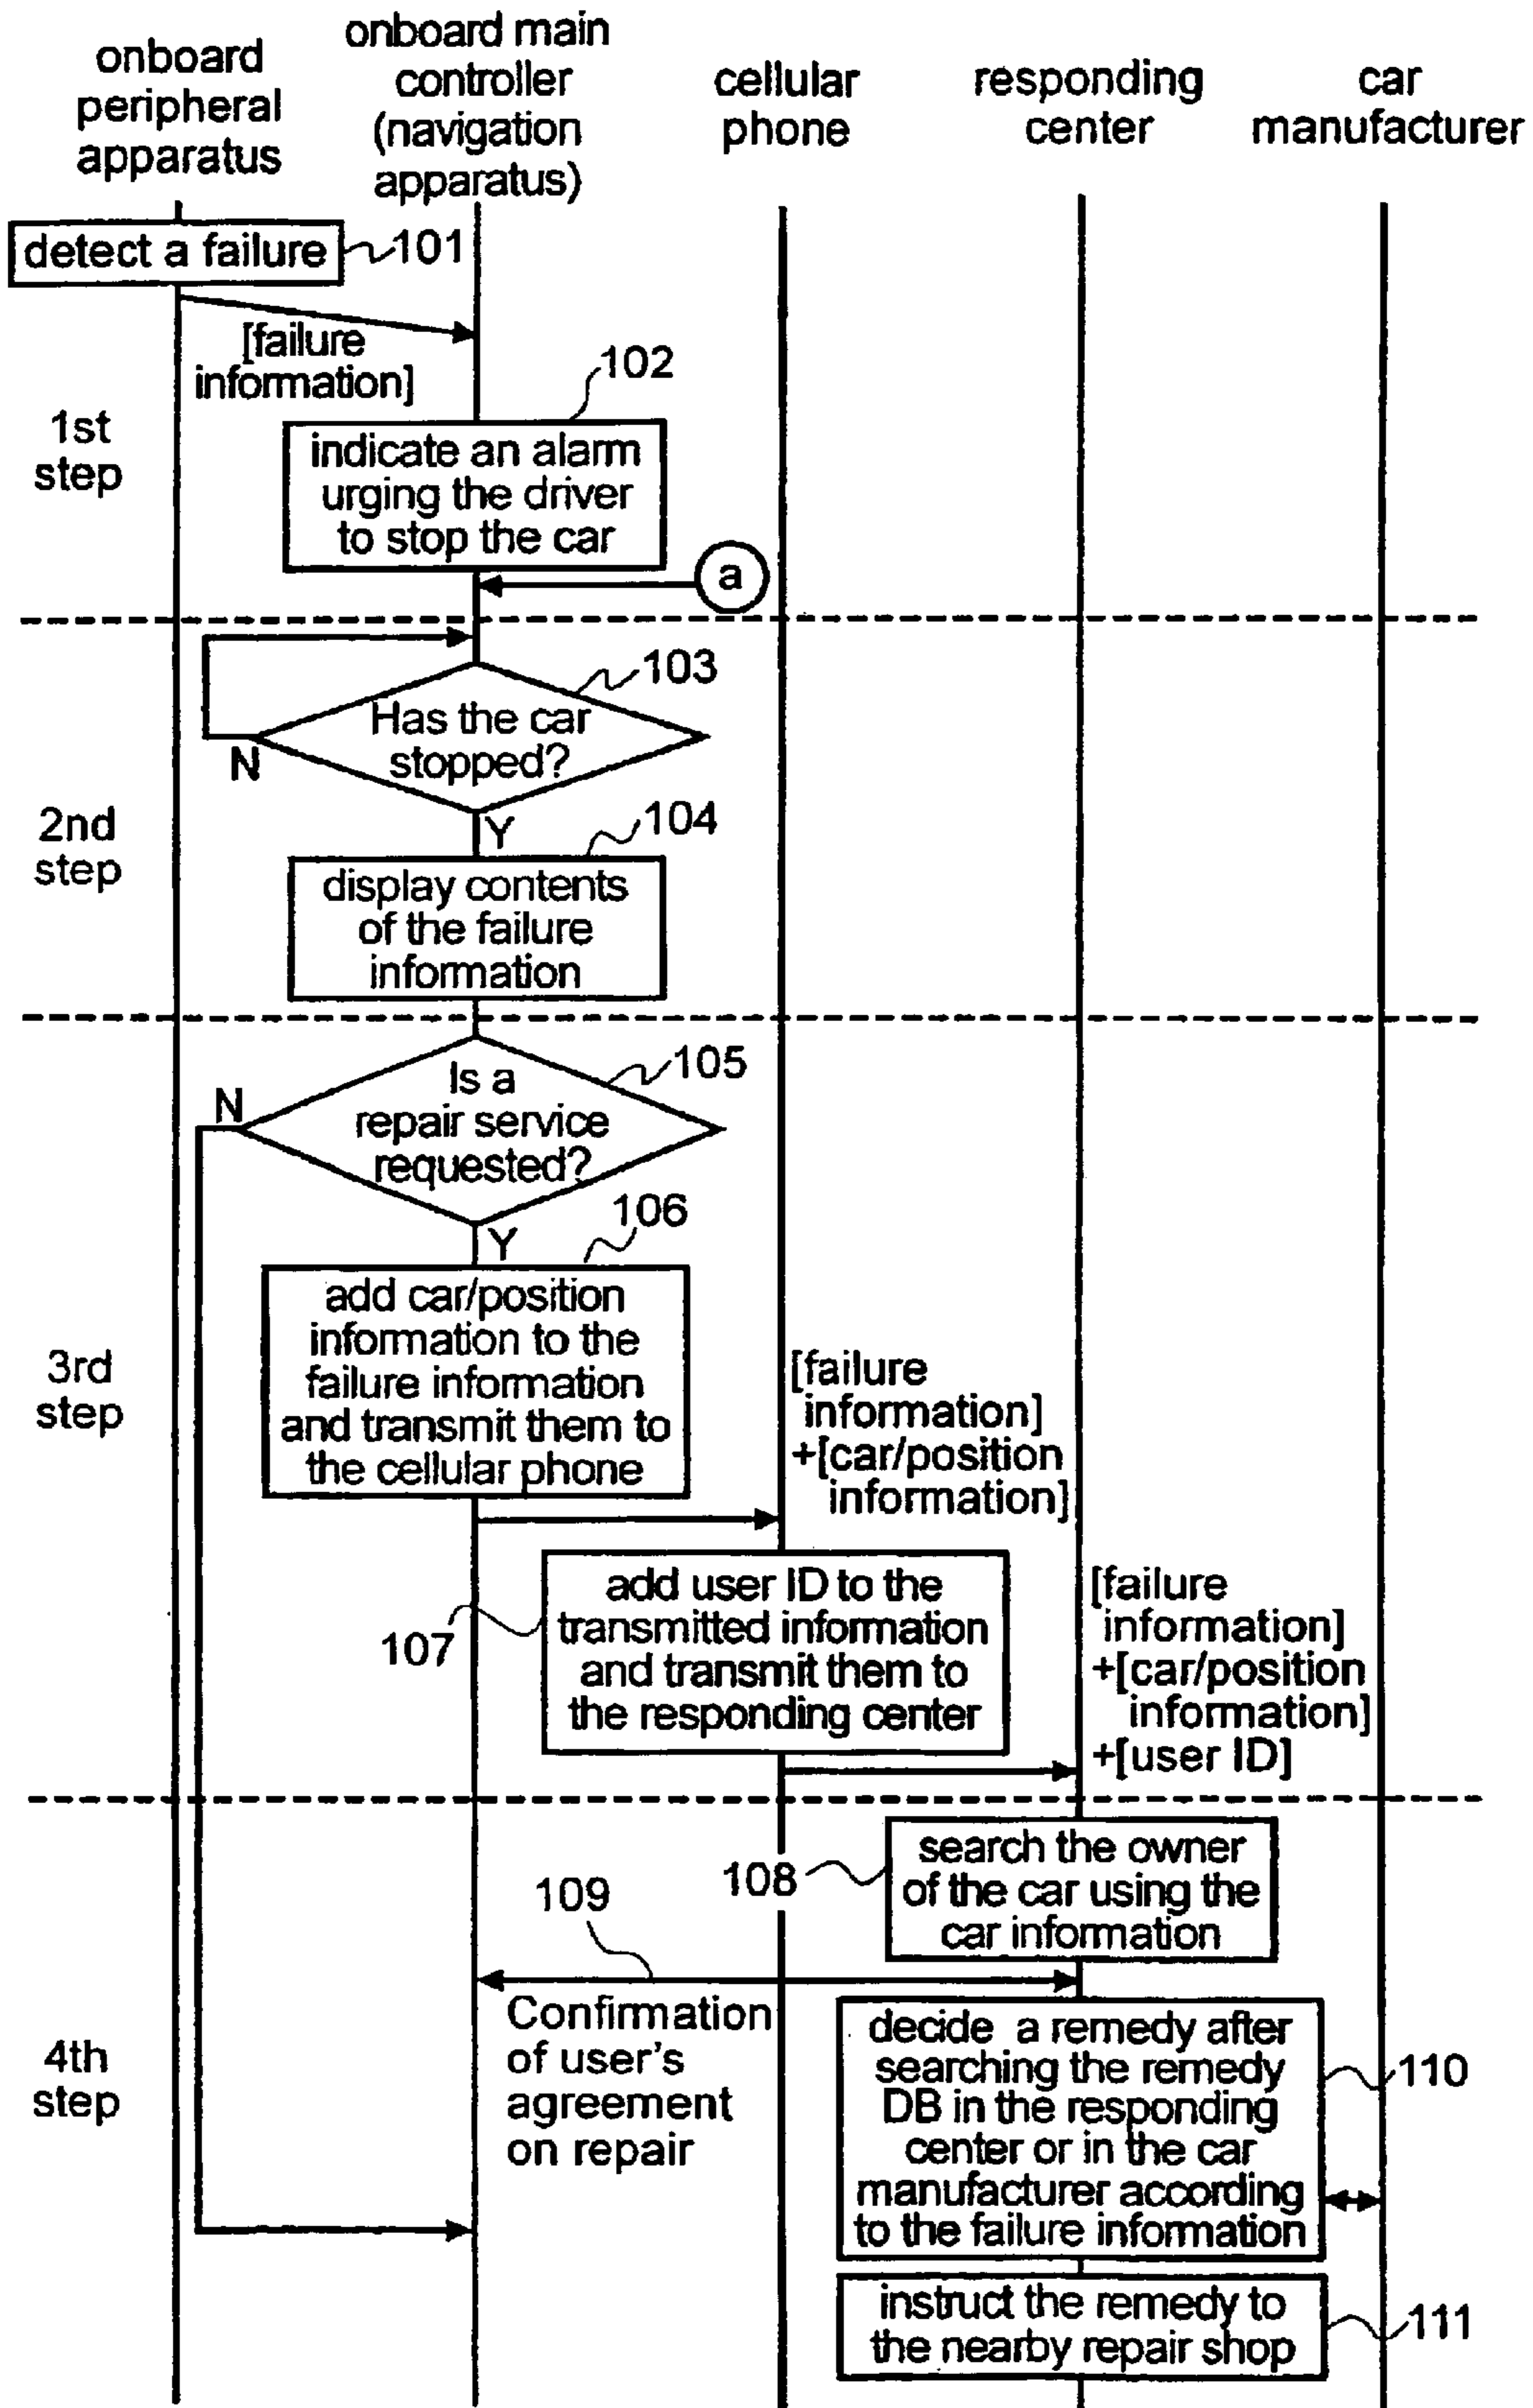 onboard
peripheral
apparatus
onboard main
controller
(navigation
apparatus)
cellular
phone
responding
center
car
manufacturer
detect a failure
101
[failure
information]
1st
step
102
indicate an alarm
urging the driver
to stop the car
a
103
Has the car
stopped?
N
Y
2nd
step
104
display contents
of the failure
information
105
Is a
repair service
requested?
N
Y
106
3rd
step
add car/position
information to the
failure information
and transmit them to
the cellular phone
[failure
information]
+[car/position
information]
107
add user ID to the
transmitted information
and transmit them to
the responding center
[failure
information]
+[car/position
information]
+[user ID]
108
search the owner
of the car using the
car information
109
Confirmation
of user's
agreement
on repair
4th
step
decide a remedy after
searching the remedy
DB in the responding
center or in the car
manufacturer according
to the failure information
110
instruct the remedy to
the nearby repair shop
111